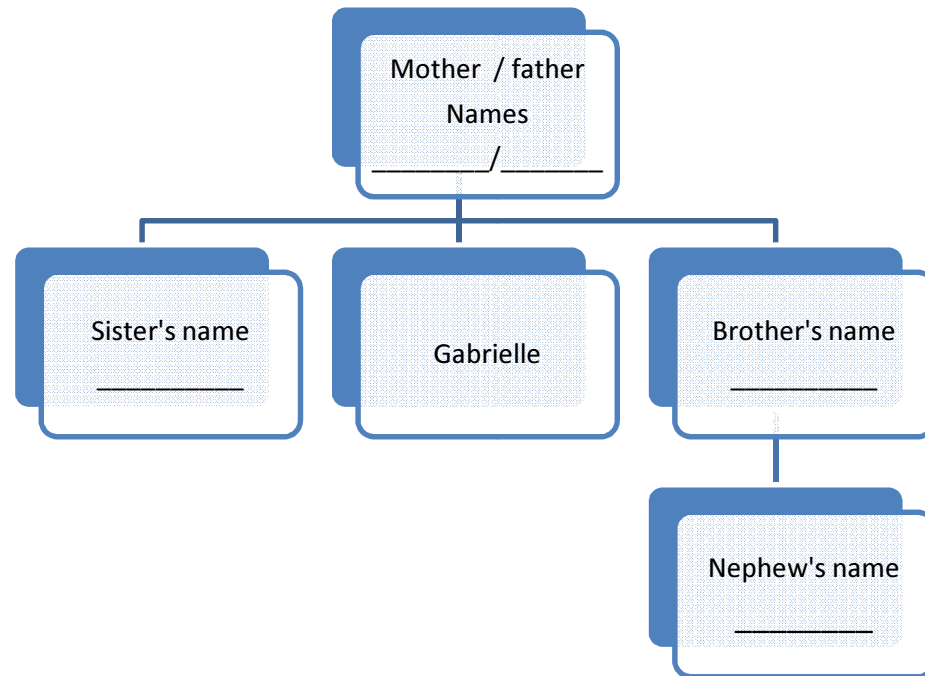 Mother / father
Names
________/_______
Sister's name
__________
Gabrielle
Brother's name
__________
Nephew's name
__________